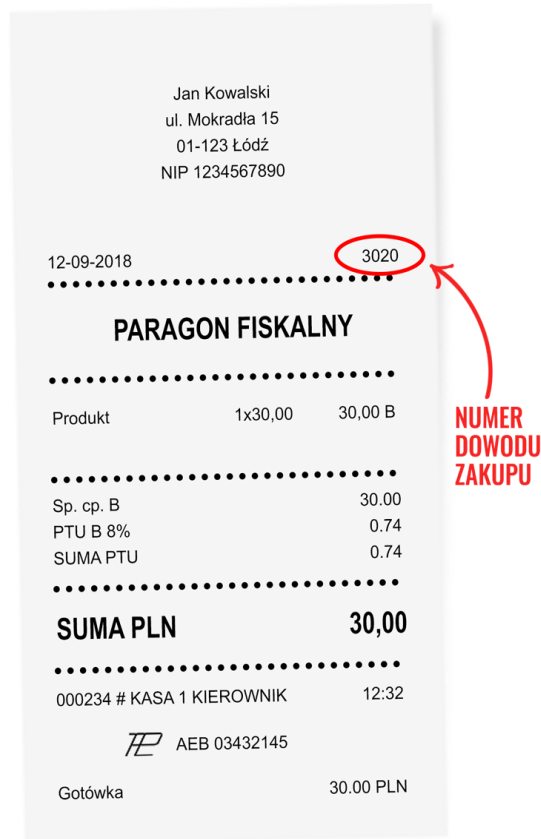 Jan Kowalski
ul. Mokradła 15
01-123 Łódź
NIP 1234567890
12-09-2018 3020
PARAGON FISKALNY
Produkt 1x30,00 30,00 B
NUMER
DOWODU
ZAKUPU
Sp. cp. B 30.00
PTU B 8% 0.74
SUMA PTU 0.74
SUMA PLN 30,00
000234 # KASA 1 KIEROWNIK 12:32
AEB 03432145
Gotówka 30.00 PLN